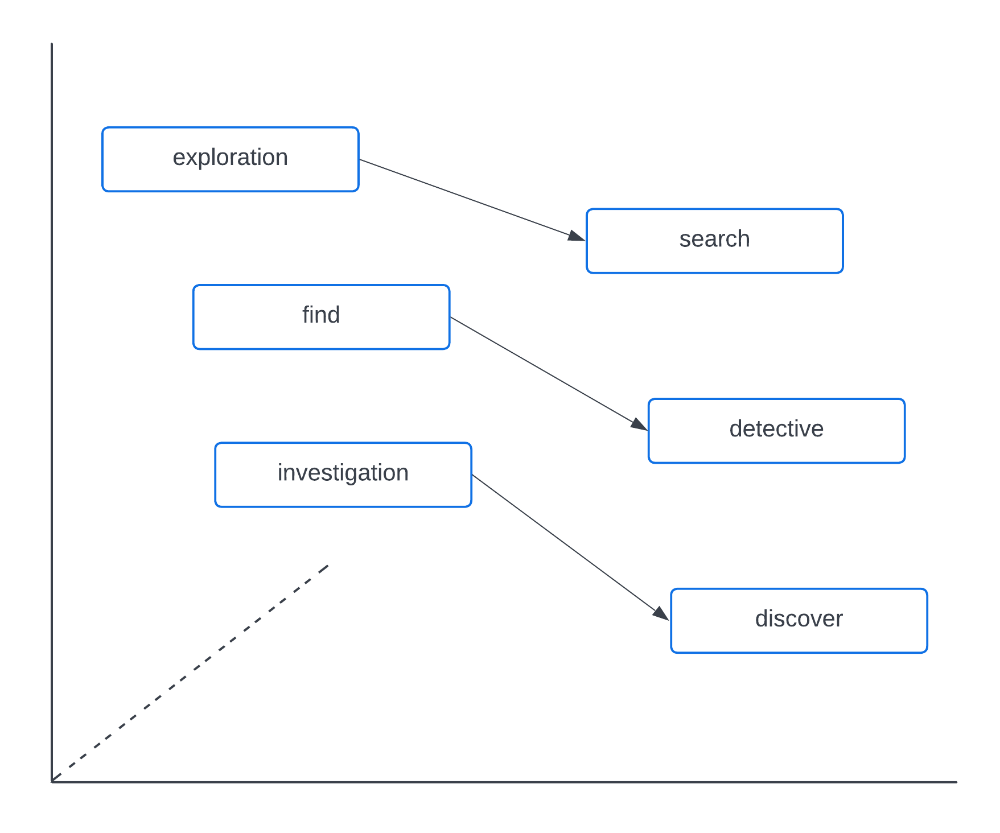 exploration
search
find
detective
investigation
discover